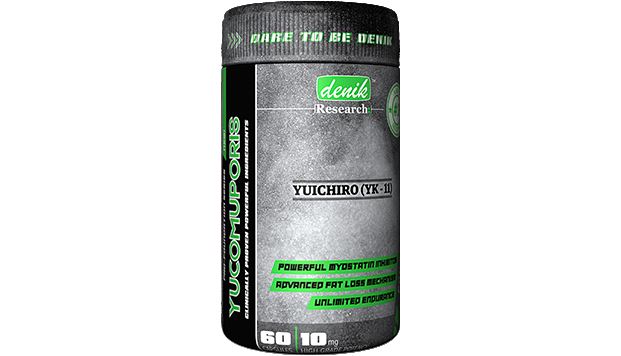 DARE TO BE DENIK
denik
Research
YUICHIRO (YK - 11)
YUCOMUPORIS
CLINICALLY PROVEN POWERFUL INGREDIENTS
POWERFUL MYOSTATIN INHIBITOR
ADVANCED FAT LOSS MECHANISM
UNLIMITED ENDURANCE
60 10 mg